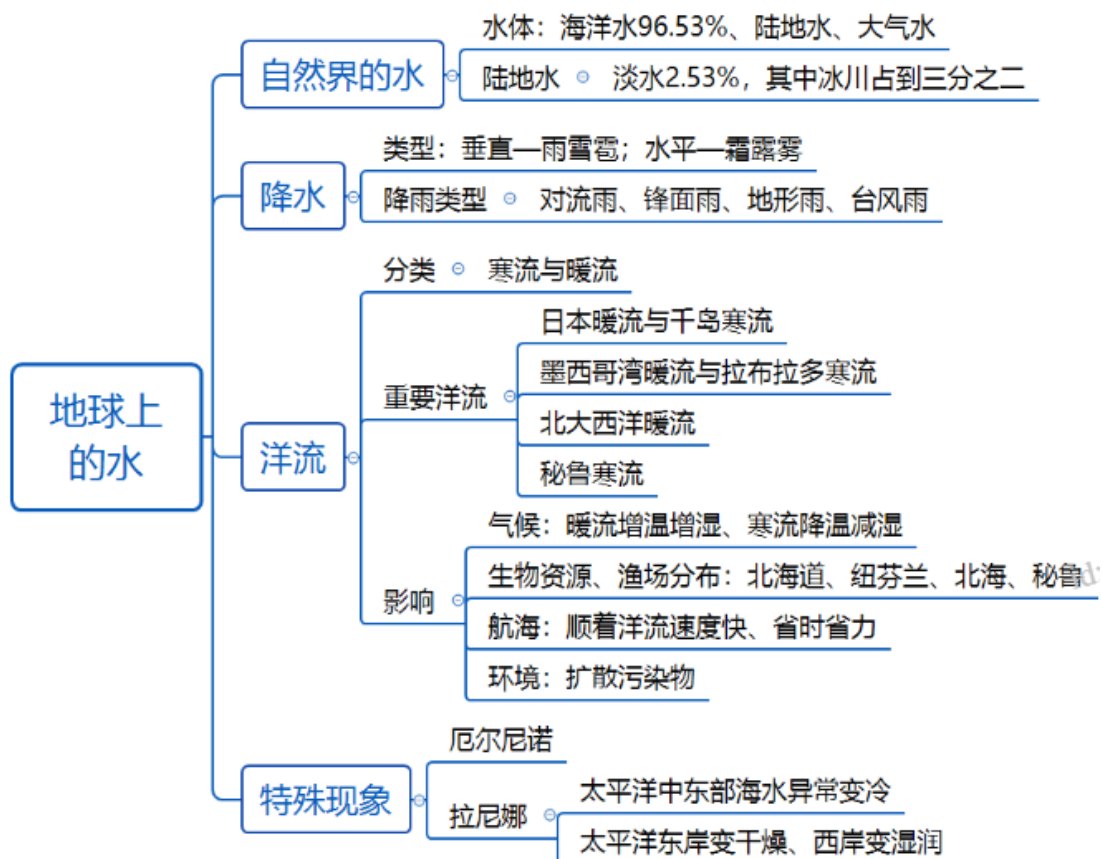 地球上
的水
自然界的水
水体：海洋水96.53%、陆地水、大气水
陆地水
淡水2.53%，其中冰川占到三分之二
降水
类型：垂直—雨雪雹；水平—霜露雾
降雨类型
对流雨、锋面雨、地形雨、台风雨
洋流
分类
寒流与暖流
重要洋流
日本暖流与千岛寒流
墨西哥湾暖流与拉布拉多寒流
北大西洋暖流
秘鲁寒流
影响
气候：暖流增温增湿、寒流降温减湿
生物资源、渔场分布：北海道、纽芬兰、北海、秘鲁
航海：顺着洋流速度快、省时省力
环境：扩散污染物
特殊现象
厄尔尼诺
拉尼娜
太平洋中东部海水异常变冷
太平洋东岸变干燥、西岸变湿润